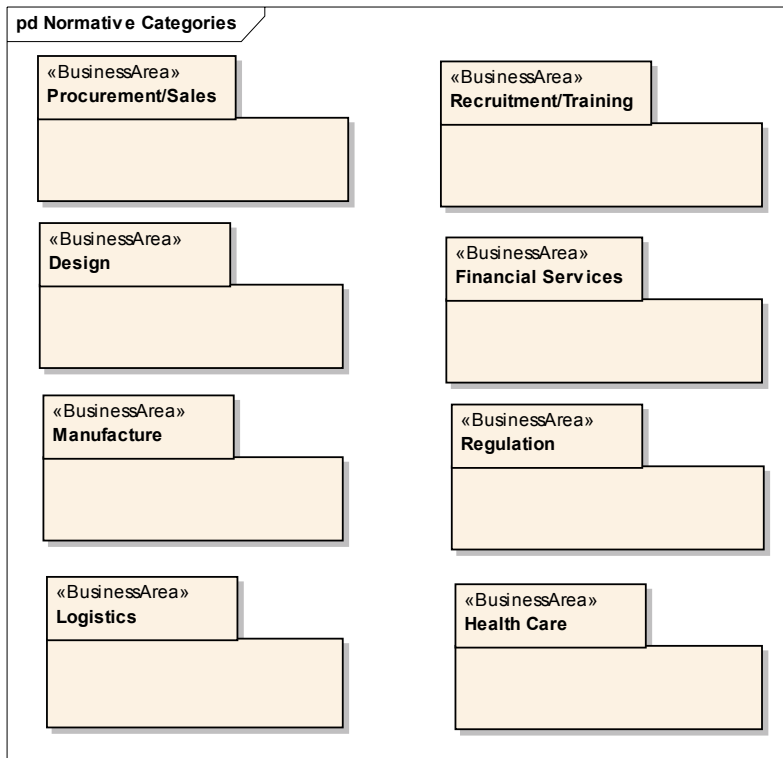 pd Normative Categories
«BusinessArea»
Procurement/Sales
«BusinessArea»
Recruitment/Training
«BusinessArea»
Design
«BusinessArea»
Financial Services
«BusinessArea»
Manufacture
«BusinessArea»
Regulation
«BusinessArea»
Logistics
«BusinessArea»
Health Care